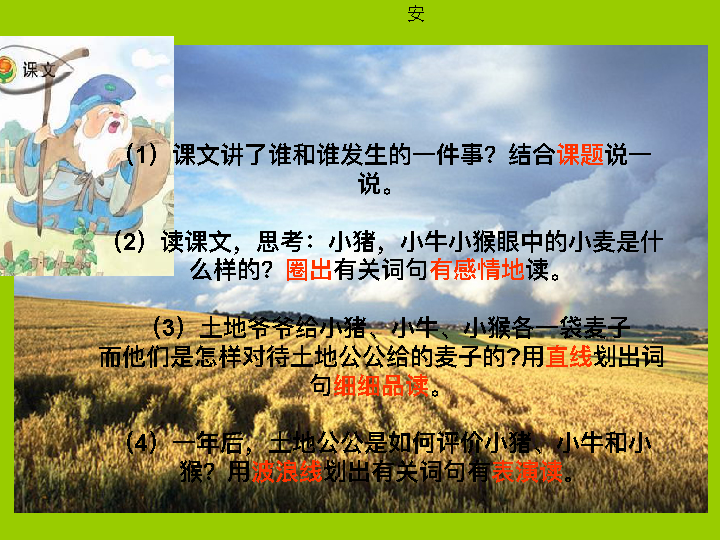 安
课文
（1）课文讲了谁和谁发生的一件事？结合课题说一
说。
（2）读课文，思考：小猪，小牛小猴眼中的小麦是什
么样的？圈出有关词句有感情地读。
（3）土地爷爷给小猪、小牛、小猴各一袋麦子
而他们是怎样对待土地公公给的麦子的?用直线划出词
句细细品读。
（4）一年后，土地公公是如何评价小猪、小牛和小
猴？用波浪线划出有关词句有表演读。